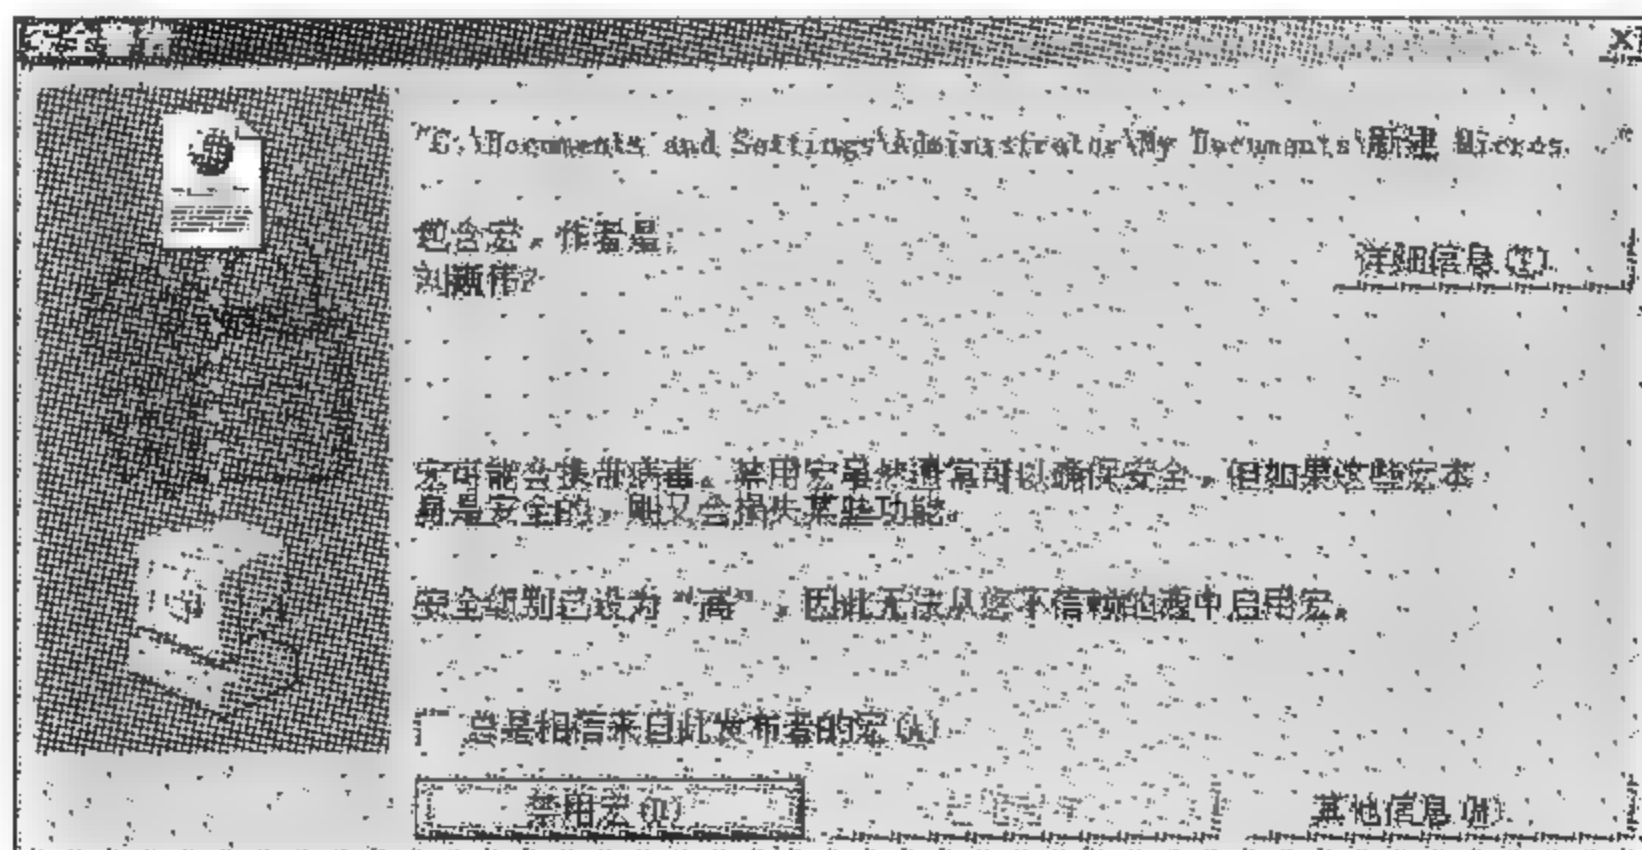 安全警告
"C:\Documents and Settings\Administrator\My Documents\新建 Micros
包含宏，作者是
详细信息(T)
宏可能会携带病毒。禁用宏虽然通常可以确保安全，但如果这些宏本
身是安全的，则又会损失某些功能。
安全级别已设为“高”，因此无法从您不信赖的源中启用宏。
总是相信来自此发布者的宏(A)
禁用宏(D)
其他信息(M)